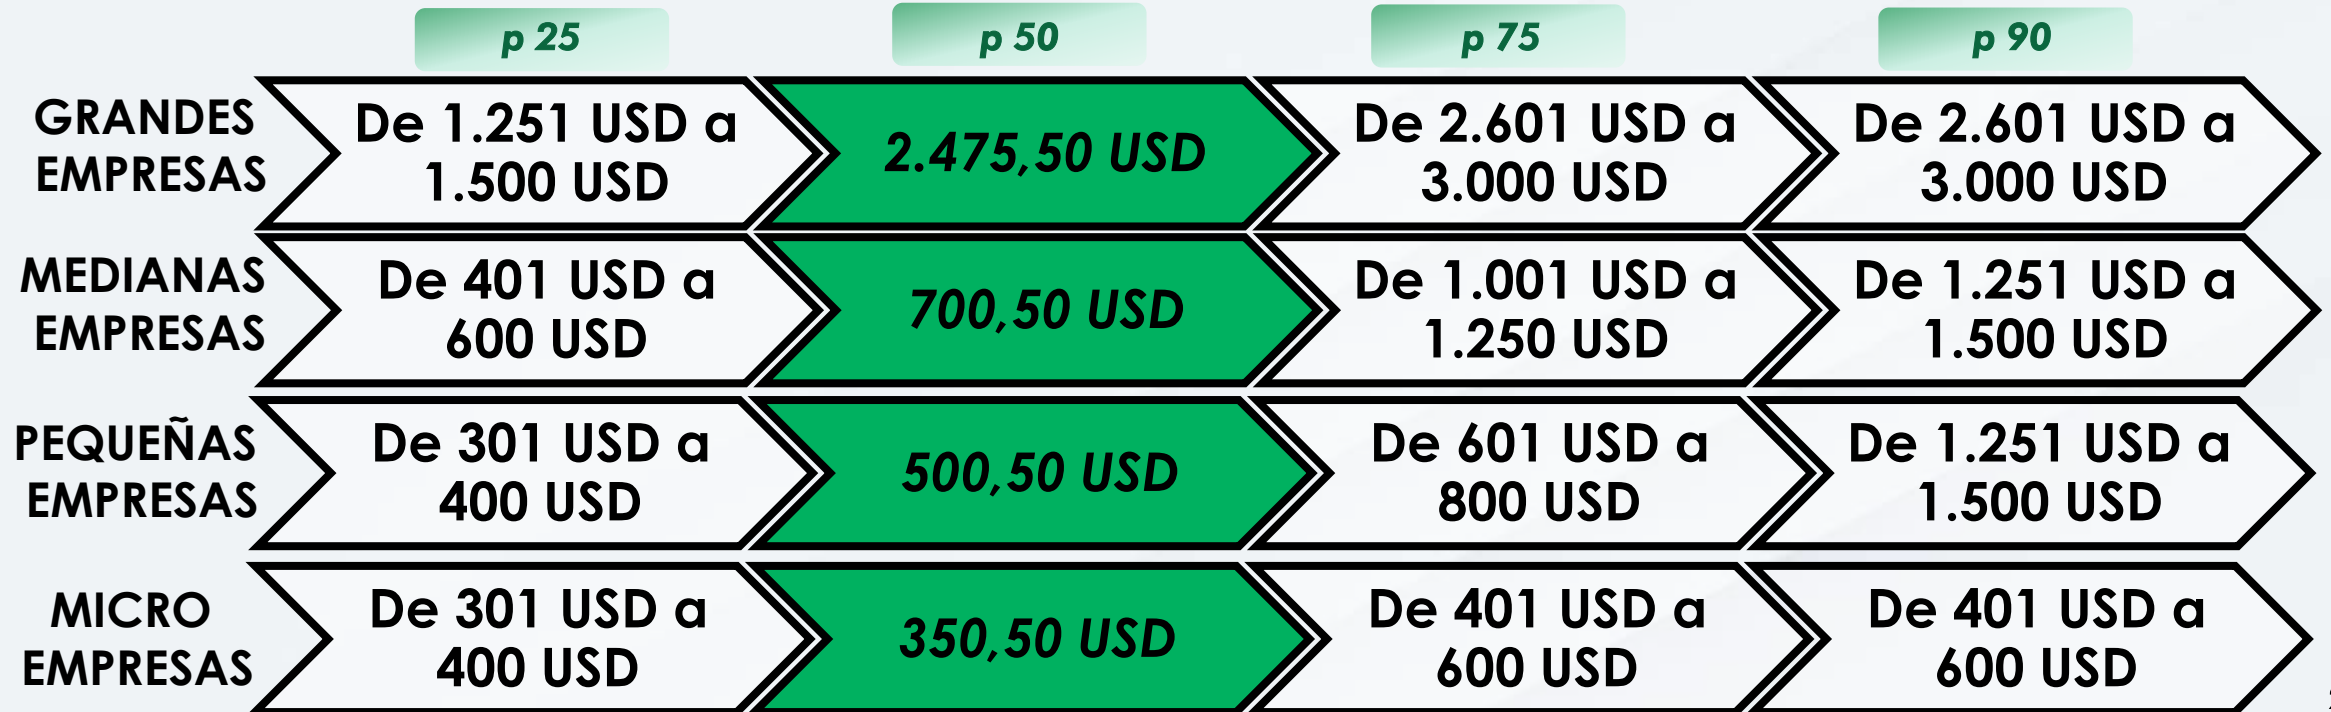 p 25
p 50
p 75
p 90
GRANDES
EMPRESAS
De 1.251 USD a
1.500 USD
2.475,50 USD
De 2.601 USD a
3.000 USD
De 2.601 USD a
3.000 USD
MEDIANAS
EMPRESAS
De 401 USD a
600 USD
700,50 USD
De 1.001 USD a
1.250 USD
De 1.251 USD a
1.500 USD
PEQUEÑAS
EMPRESAS
De 301 USD a
400 USD
500,50 USD
De 601 USD a
800 USD
De 1.251 USD a
1.500 USD
MICRO
EMPRESAS
De 301 USD a
400 USD
350,50 USD
De 401 USD a
600 USD
De 401 USD a
600 USD